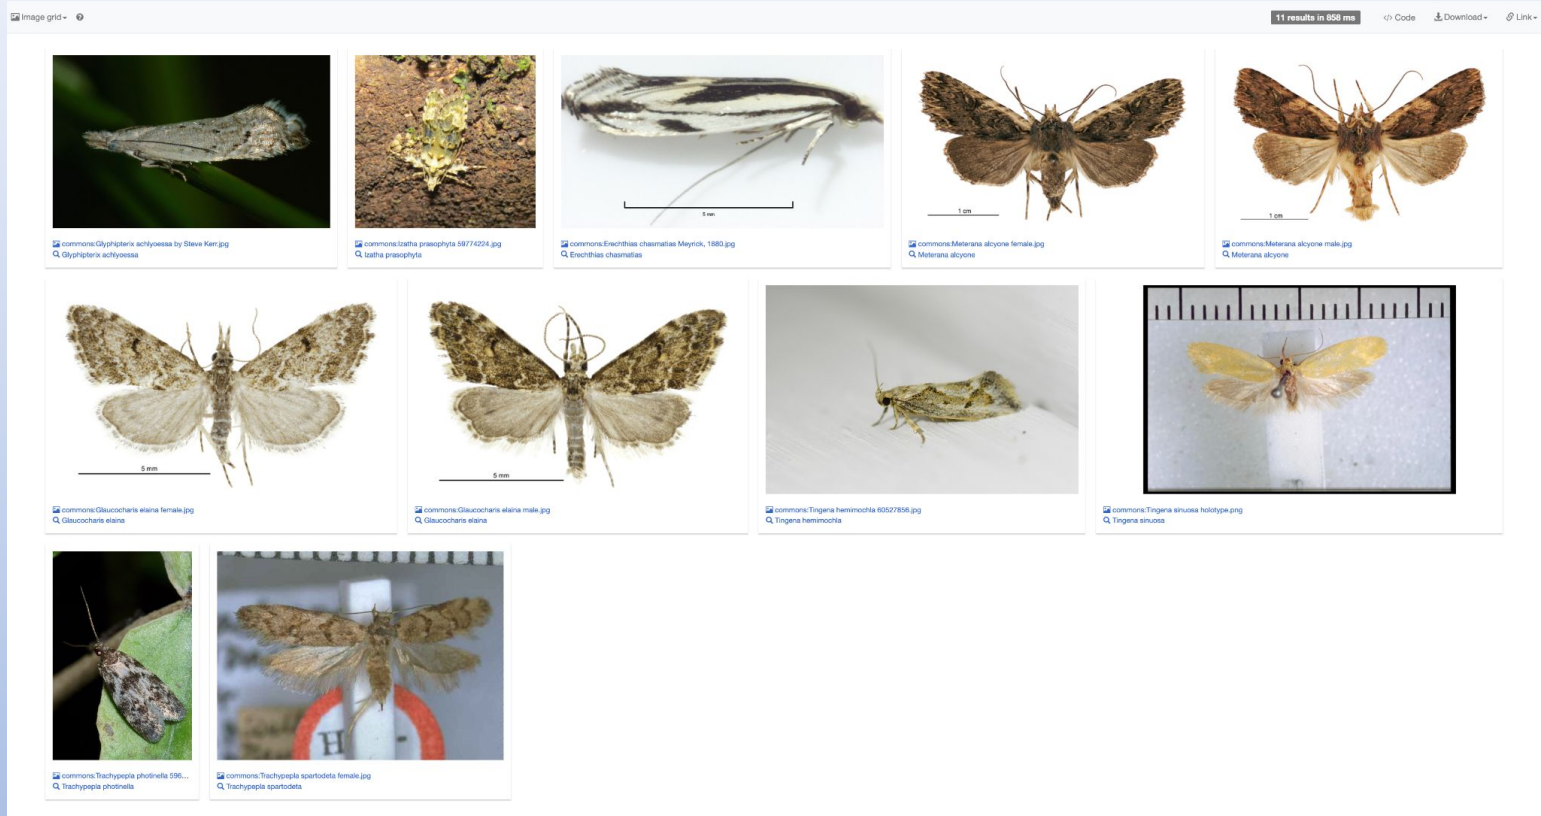 Image grid
11 results in 858 ms
</> Code
Download
Link
5 mm
1 cm
1 cm
commons:Glyphipterix achlyoessa by Steve Kerr.jpg
Glyphipterix achlyoessa
commons:Izatha prasophyta 59774224.jpg
Izatha prasophyta
commons:Erechthias chasmatias Meyrick, 1880.jpg
Erechthias chasmatias
commons:Meterana alcyone female.jpg
Meterana alcyone
commons:Meterana alcyone male.jpg
Meterana alcyone
5 mm
5 mm
commons:Glaucocharis elaina female.jpg
Glaucocharis elaina
commons:Glaucocharis elaina male.jpg
Glaucocharis elaina
commons:Tingena hemimochla 60527856.jpg
Tingena hemimochla
commons:Tingena sinuosa holotype.png
Tingena sinuosa
H
commons:Trachypepla photinella 596...
Trachypepla photinella
commons:Trachypepla spartodeta female.jpg
Trachypepla spartodeta